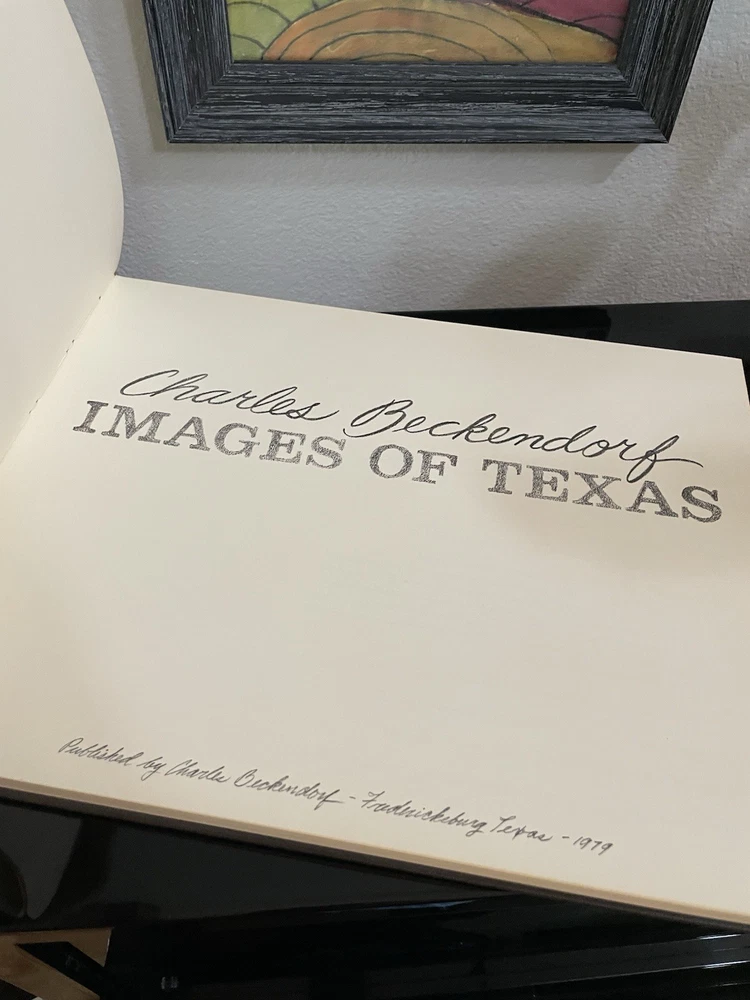 Charles Beckendorf
IMAGES OF TEXAS
Published by Charles Beckendorf - Fredericksburg Texas - 1979